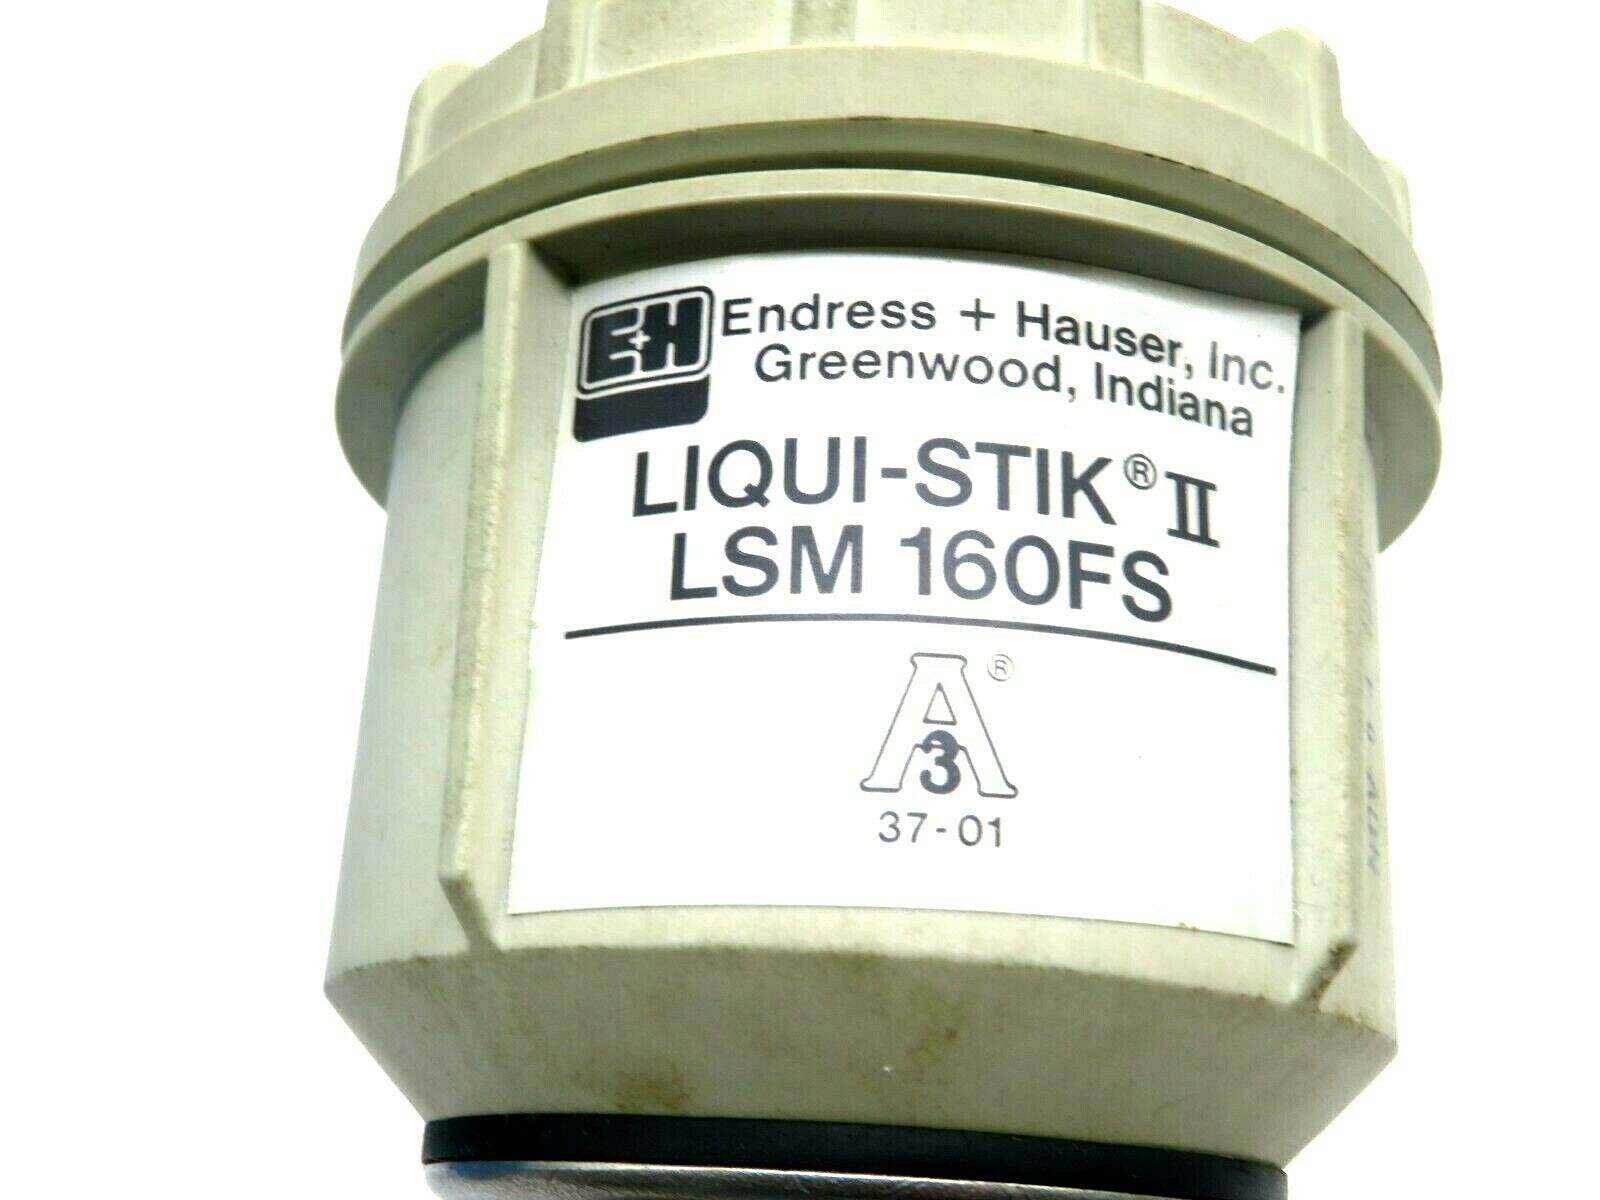 E+H
Endress + Hauser, Inc.
Greenwood, Indiana
LIQUI-STIK® II
LSM 160FS
A®
3
37-01